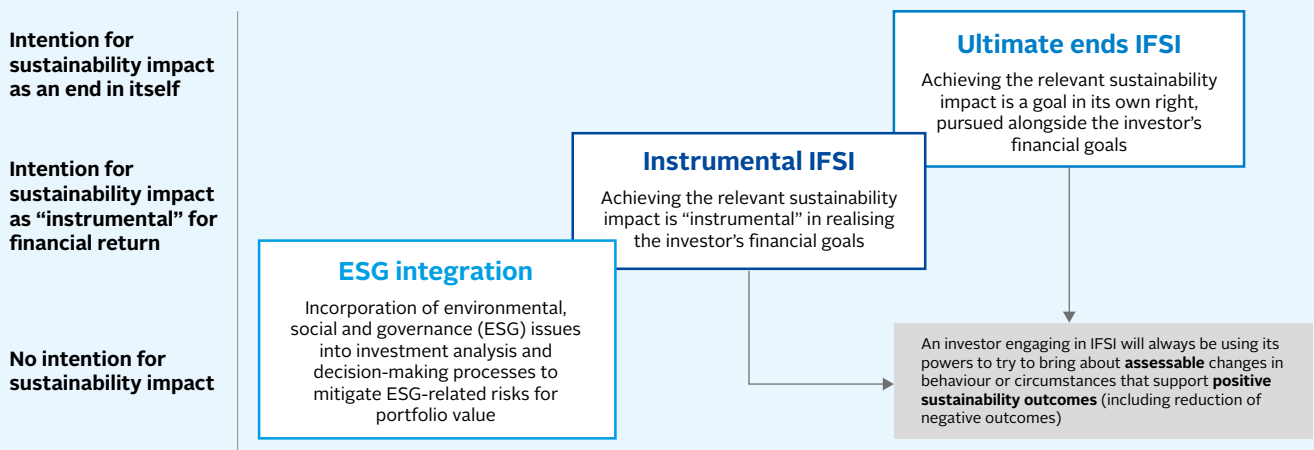 Intention for
sustainability impact
as an end in itself
Intention for
sustainability impact
as “instrumental” for
financial return
No intention for
sustainability impact
Ultimate ends IFSI
Achieving the relevant sustainability
impact is a goal in its own right,
pursued alongside the investor’s
financial goals
Instrumental IFSI
Achieving the relevant sustainability
impact is “instrumental” in realising
the investor’s financial goals
ESG integration
Incorporation of environmental,
social and governance (ESG) issues
into investment analysis and
decision-making processes to
mitigate ESG-related risks for
portfolio value
An investor engaging in IFSI will always be using its
powers to try to bring about assessable changes in
behaviour or circumstances that support positive
sustainability outcomes (including reduction of
negative outcomes)